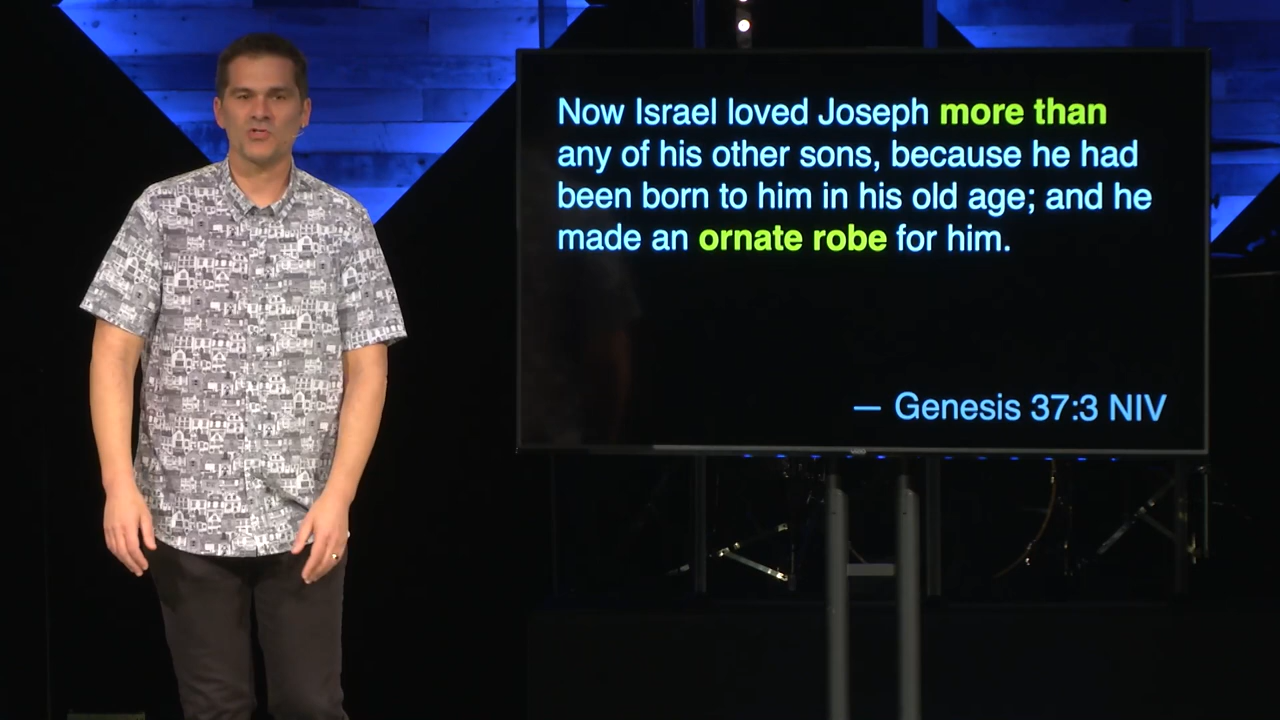 Now Israel loved Joseph more than
any of his other sons, because he had
been born to him in his old age; and he
made an ornate robe for him.
— Genesis 37:3 NIV